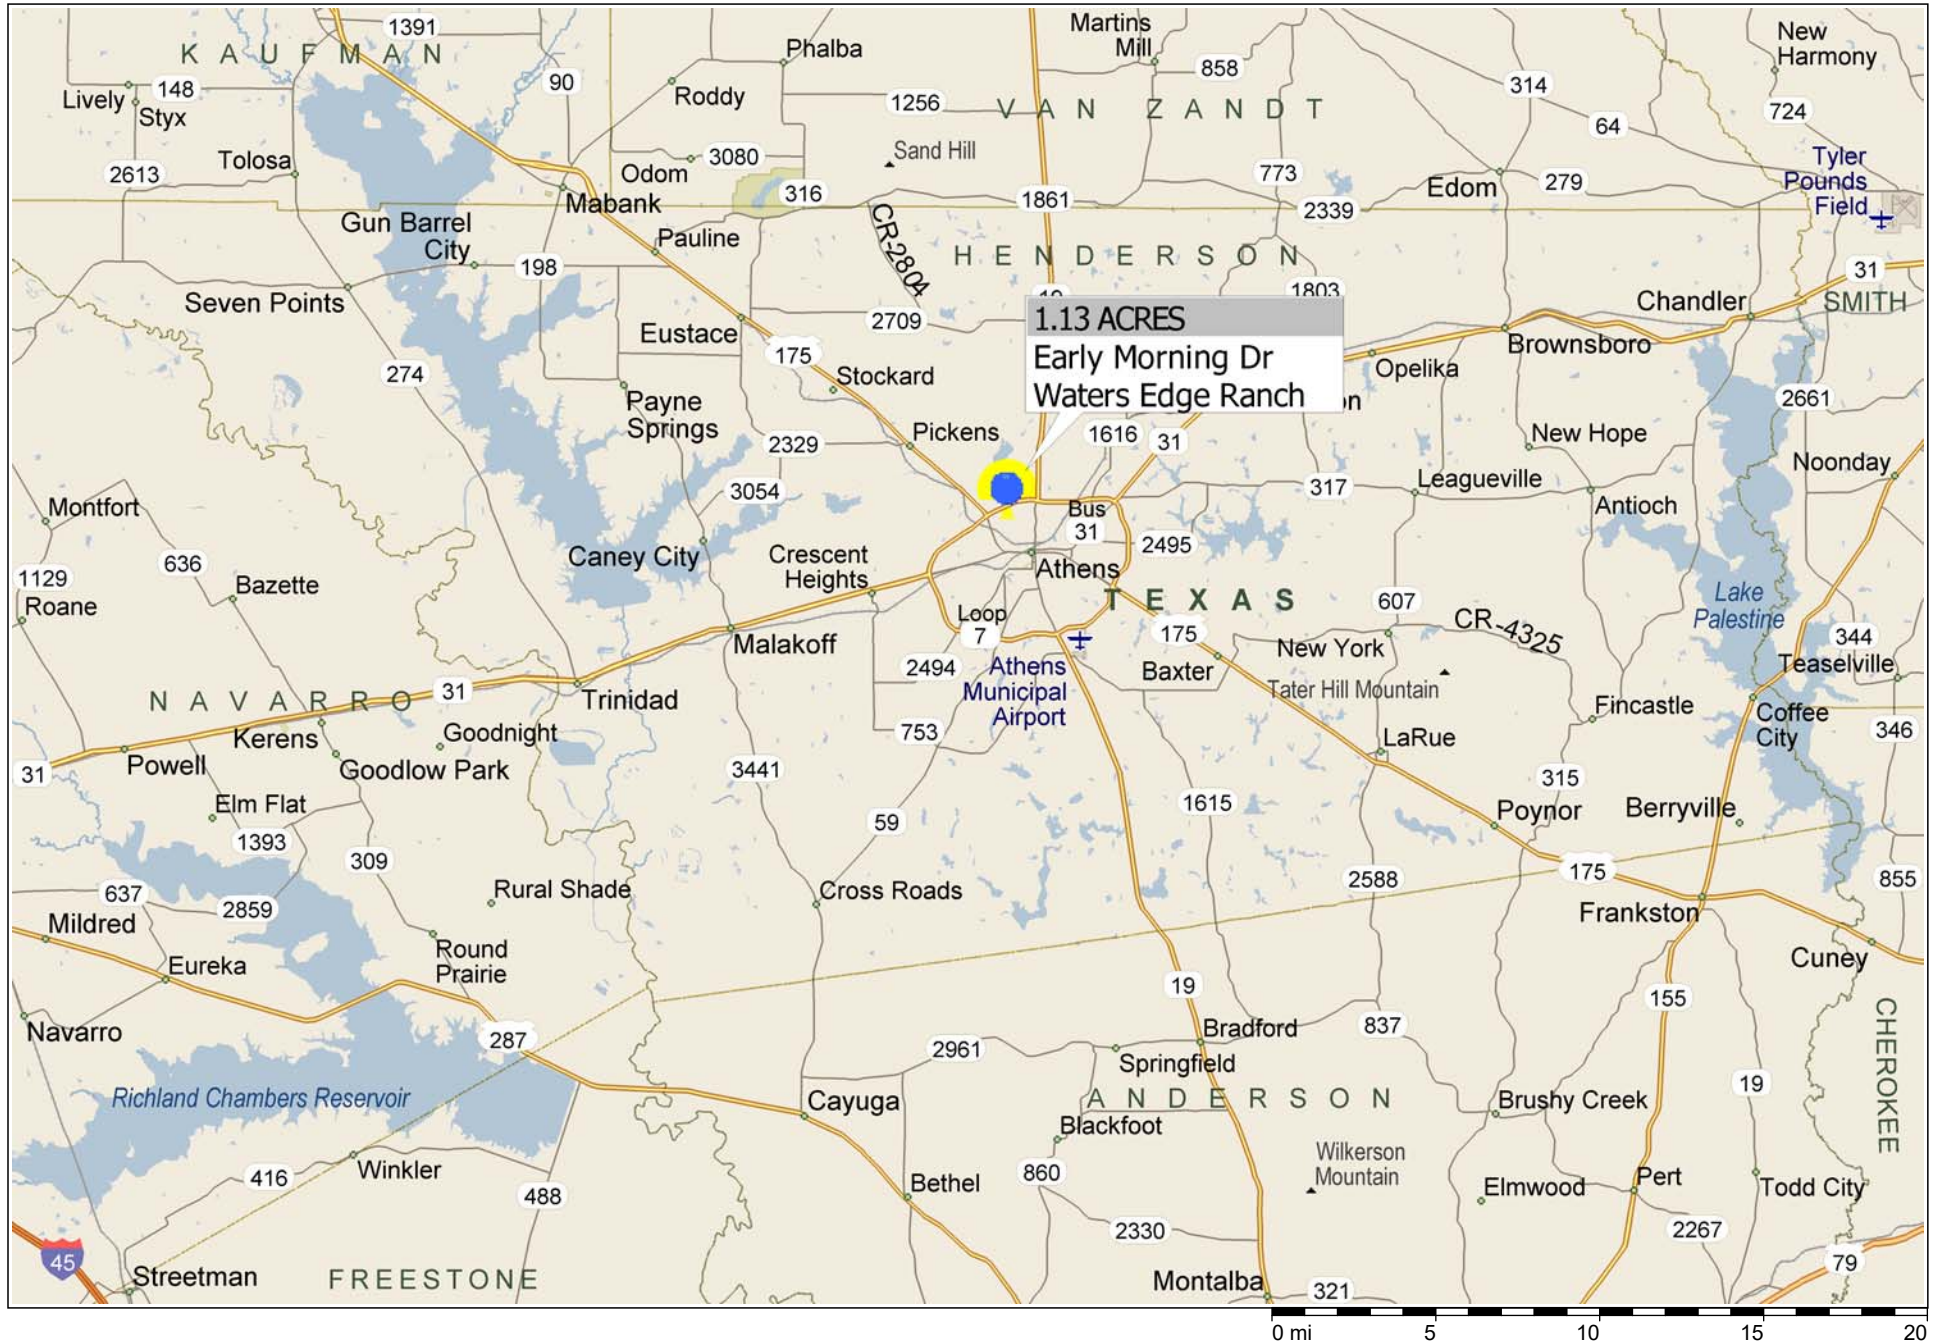 1391
KAUFMAN
Phalba
Martins
Mill
New
Harmony
90
858
314
Lively
148
Styx
Roddy
1256
VAN ZANDT
724
64
Tolosa
2613
Odom
3080
Sand Hill
773
Tyler
Pounds
Field
Edom
279
316
Mabank
1861
2339
Gun Barrel
City
Pauline
CR-2804
HENDERSON
198
31
Seven Points
1803
Chandler
SMITH
2709
Eustace
1.13 ACRES
Early Morning Dr
Waters Edge Ranch
Brownsboro
175
Opelika
274
Stockard
Payne
Springs
2661
2329
Pickens
1616
31
New Hope
Noonday
3054
317
Leagueville
Antioch
Montfort
Bus
31
2495
636
Caney City
Crescent
Heights
Athens
1129
Roane
Bazette
TEXAS
607
Lake
Palestine
CR-4325
Loop
7
175
344
Malakoff
New York
Teaselville
2494
Athens
Municipal
Airport
Baxter
Tater Hill Mountain
NAVARRO
31
Trinidad
Fincastle
Coffee
City
Kerens
Goodnight
753
LaRue
346
31
Powell
Goodlow Park
3441
315
Elm Flat
1615
Poynor
Berryville
59
1393
309
637
2859
Rural Shade
Cross Roads
2588
175
855
Mildred
Frankston
Round
Prairie
Eureka
Cuney
19
155
Navarro
287
Bradford
837
2961
Springfield
CHEROKEE
19
Richland Chambers Reservoir
Cayuga
ANDERSON
Brushy Creek
Blackfoot
Wilkerson
Mountain
416
Winkler
860
488
Bethel
Elmwood
Pert
Todd City
2330
2267
45
79
Streetman
FREESTONE
Montalba
321
0 mi
5
10
15
20